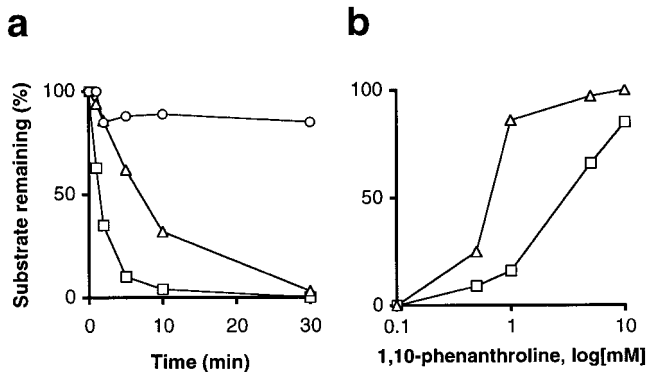 a
b
Substrate remaining (%)
100
50
0
0
10
20
30
Time (min)
100
50
0
0.1
1
10
1,10-phenanthroline, log[mM]